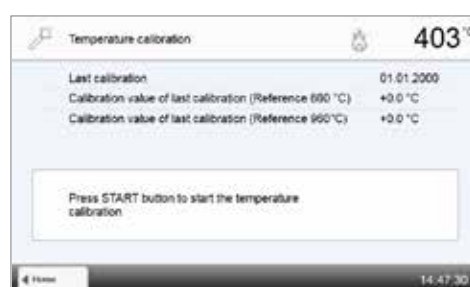 Temperature calibration 403 °C
Last calibration 01.01.2000
Calibration value of last calibration (Reference 660 °C) +0.0 °C
Calibration value of last calibration (Reference 960°C) +0.0 °C
Press START button to start the temperature
calibration
Home 14:47:30